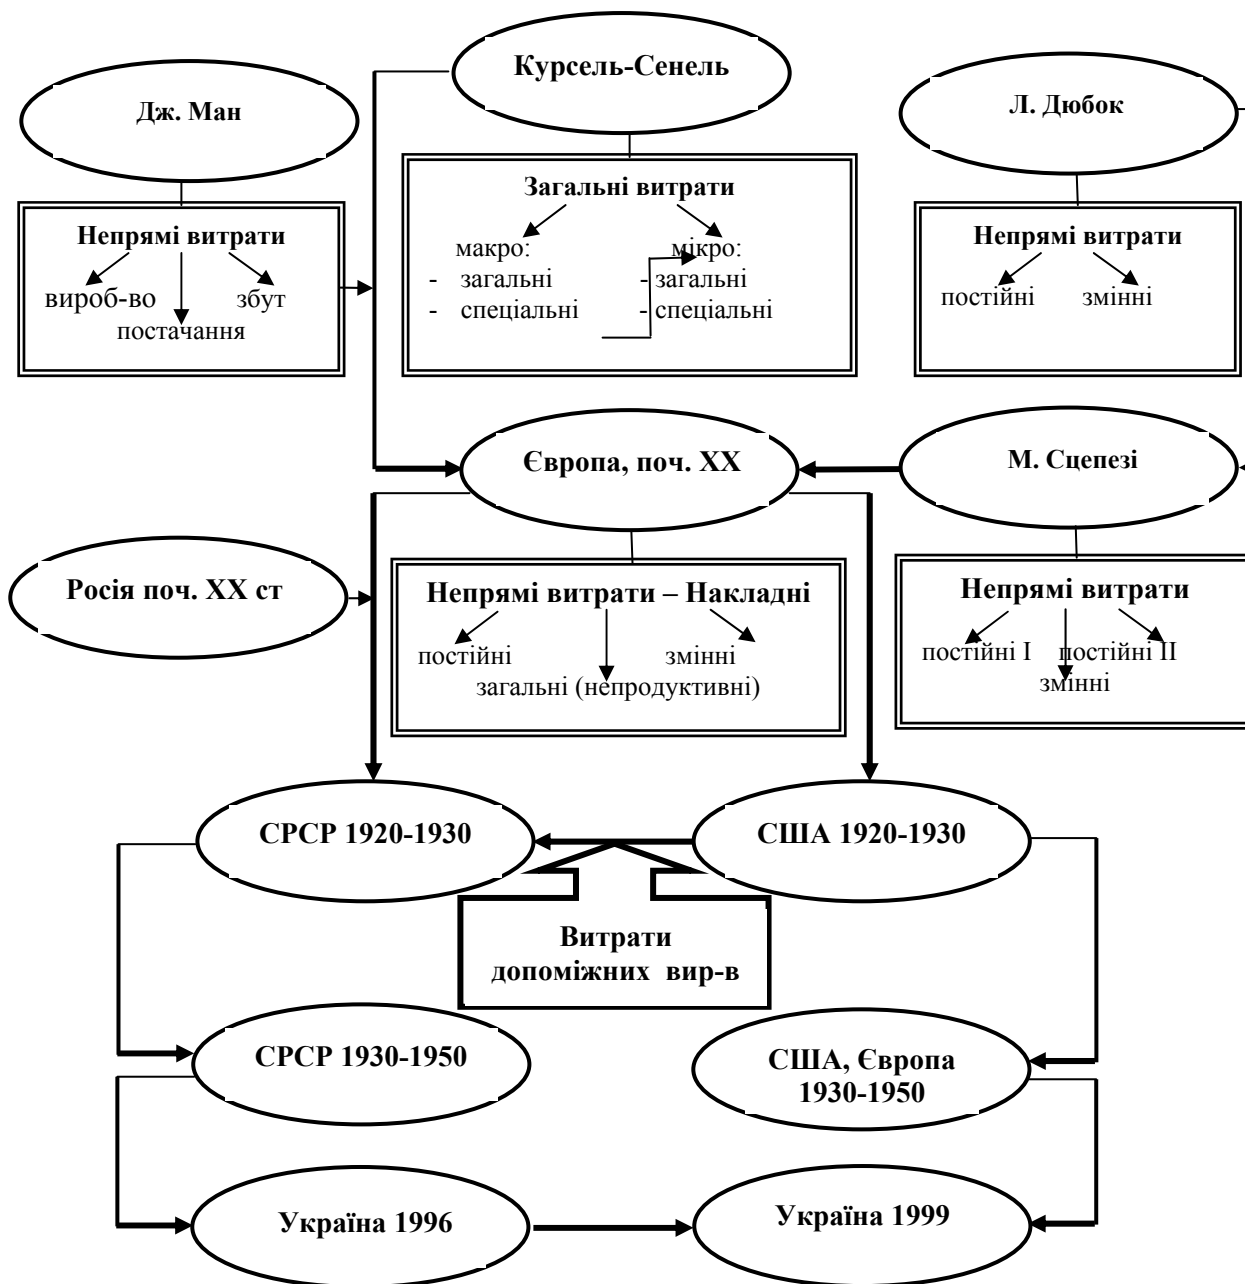 Дж. Ман
Курсель-Сенель
Л. Дюбок
Непрямі витрати
вироб-во
збут
постачання
Загальні витрати
макро:
- загальні
- спеціальні
мікро:
- загальні
- спеціальні
Непрямі витрати
постійні
змінні
Європа, поч. ХХ
М. Сцепезі
Росія поч. ХХ ст
Непрямі витрати – Накладні
постійні
змінні
загальні (непродуктивні)
Непрямі витрати
постійні I
постійні II
змінні
СРСР 1920-1930
США 1920-1930
Витрати
допоміжних вир-в
СРСР 1930-1950
США, Європа
1930-1950
Україна 1996
Україна 1999